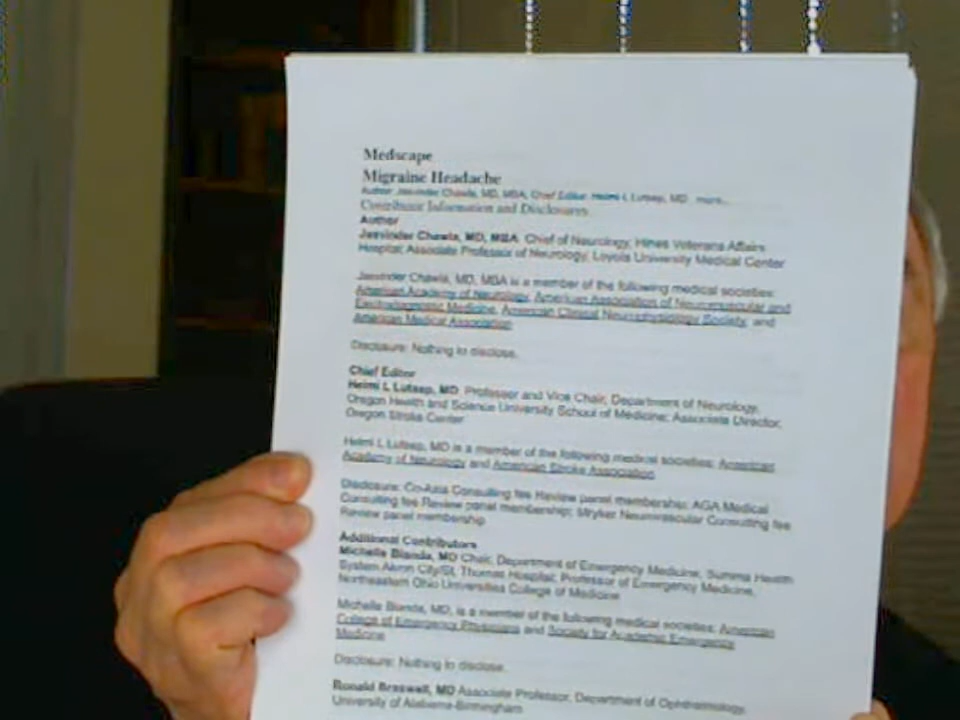 Medscape
Migraine Headache
Author: Jasvinder Chawla, MD, MBA, Chief Editor: Helmi L Lutsep, MD more...
Contributor Information and Disclosures
Author
Jasvinder Chawla, MD, MBA Chief of Neurology, Hines Veterans Affairs
Hospital; Associate Professor of Neurology, Loyola University Medical Center
Jasvinder Chawla, MD, MBA is a member of the following medical societies:
American Academy of Neurology, American Association of Neuromuscular and
Electrodiagnostic Medicine, American Clinical Neurophysiology Society, and
American Medical Association
Disclosure: Nothing to disclose.
Chief Editor
Helmi L Lutsep, MD Professor and Vice Chair, Department of Neurology,
Oregon Health and Science University School of Medicine; Associate Director,
Oregon Stroke Center
Helmi L Lutsep, MD is a member of the following medical societies: American
Academy of Neurology and American Stroke Association
Disclosure: Co-Axia Consulting fee Review panel membership; AGA Medical
Consulting fee Review panel membership; Stryker Neurovascular Consulting fee
Review panel membership
Additional Contributors
Michelle Blanda, MD Chair, Department of Emergency Medicine, Summa Health
System Akron City/St. Thomas Hospital; Professor of Emergency Medicine,
Northeastern Ohio Universities College of Medicine
Michelle Blanda, MD, is a member of the following medical societies: American
College of Emergency Physicians and Society for Academic Emergency
Medicine
Disclosure: Nothing to disclose.
Ronald Braswell, MD Associate Professor, Department of Ophthalmology,
University of Alabama-Birmingham